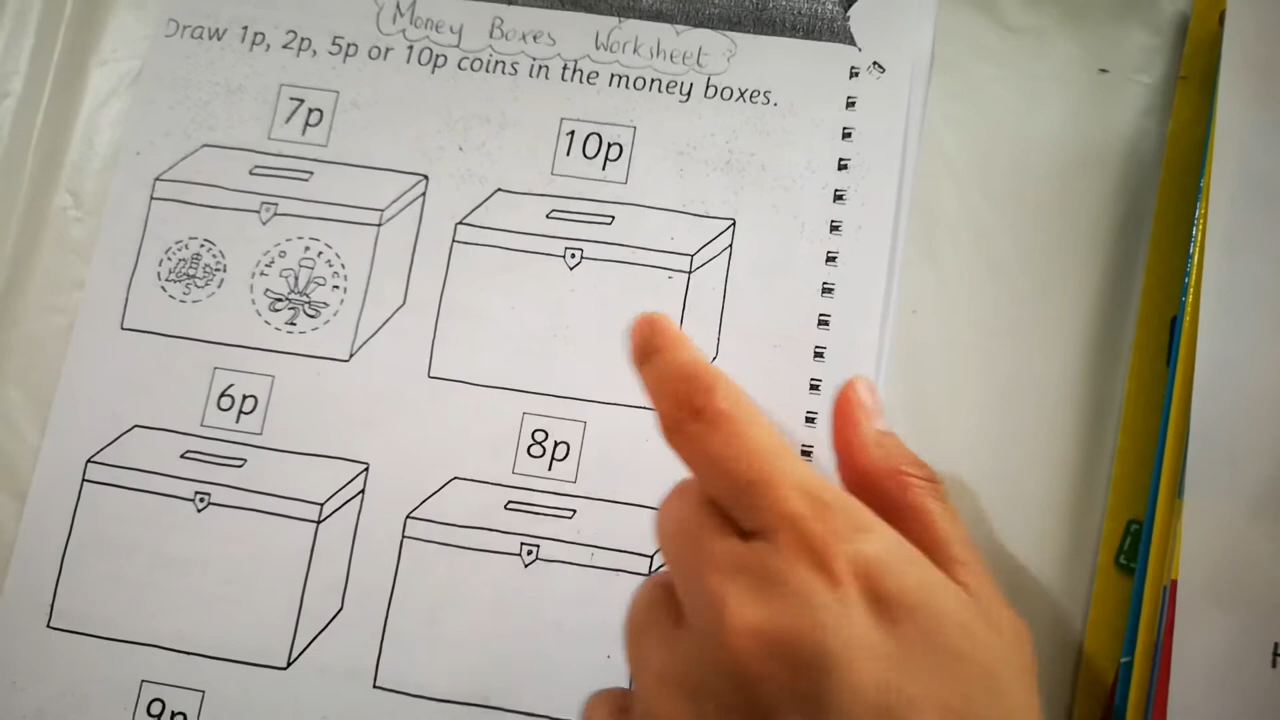 Money Boxes Worksheet
Draw 1p, 2p, 5p or 10p coins in the money boxes.
7p
10p
FIVE PENCE
5
TWO PENCE
2
6p
8p
9p